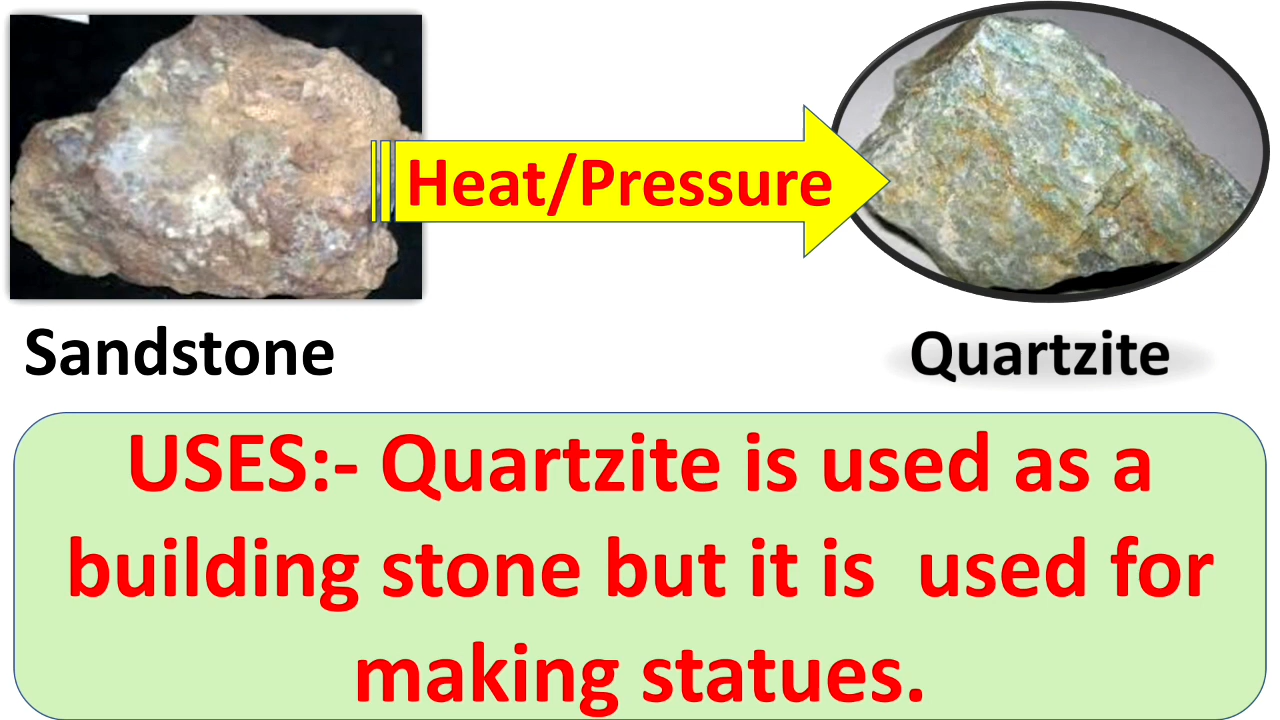 Heat/Pressure
Sandstone
Quartzite
USES:- Quartzite is used as a
building stone but it is  used for
making statues.